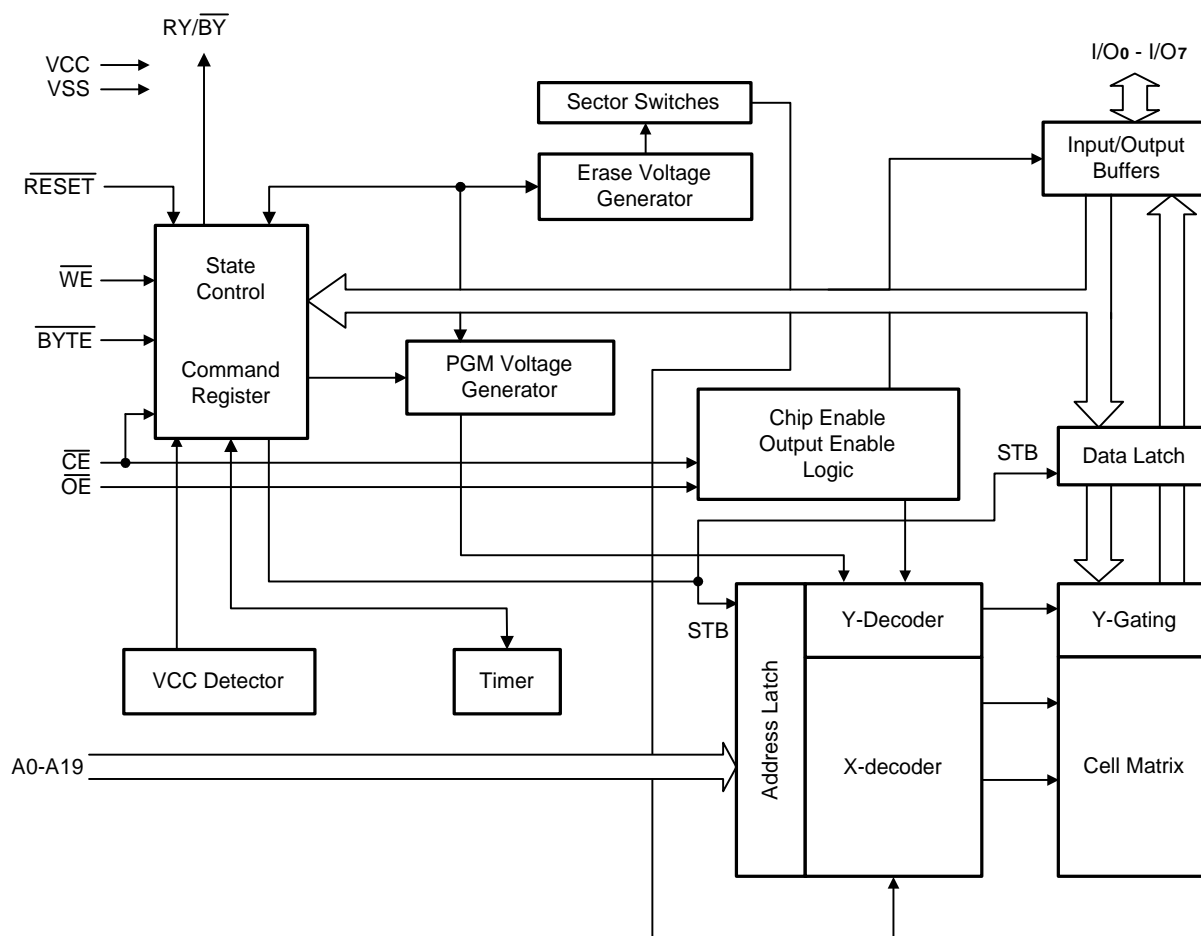 RY/BY
VCC
VSS
I/O0 - I/O7
Sector Switches
Input/Output
Buffers
RESET
Erase Voltage
Generator
WE
State
Control
BYTE
Command
Register
PGM Voltage
Generator
Chip Enable
Output Enable
Logic
CE
OE
STB
Data Latch
STB
Y-Decoder
Y-Gating
VCC Detector
Timer
Address Latch
A0-A19
X-decoder
Cell Matrix